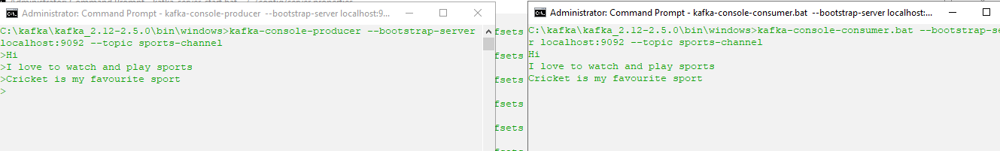 Administrator: Command Prompt - kafka-console-producer --bootstrap-server localhost:9...
C:\kafka\kafka_2.12-2.5.0\bin\windows>kafka-console-producer --bootstrap-server
localhost:9092 --topic sports-channel
>Hi
>I love to watch and play sports
>Cricket is my favourite sport
>
fsets
fsets
fsets
fsets
fsets
fsets
Administrator: Command Prompt - kafka-console-consumer.bat --bootstrap-server localhost:...
C:\kafka\kafka_2.12-2.5.0\bin\windows>kafka-console-consumer.bat --bootstrap-se
r localhost:9092 --topic sports-channel
Hi
I love to watch and play sports
Cricket is my favourite sport